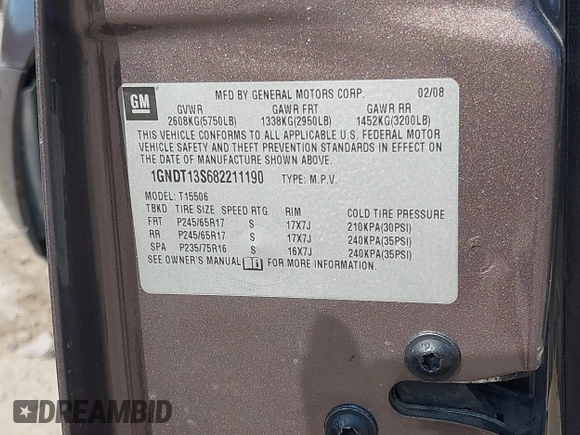 GM
MFD BY GENERAL MOTORS CORP. 02/08
GVWR GAWR FRT GAWR RR
2608KG(5750LB) 1338KG(2950LB) 1452KG(3200LB)
THIS VEHICLE CONFORMS TO ALL APPLICABLE U.S. FEDERAL MOTOR
VEHICLE SAFETY AND THEFT PREVENTION STANDARDS IN EFFECT ON
THE DATE OF MANUFACTURE SHOWN ABOVE.
1GNDT13S682211190 TYPE: M.P.V.
MODEL: T15506
TBKD TIRE SIZE SPEED RTG RIM COLD TIRE PRESSURE
FRT P245/65R17 S 17X7J 210KPA(30PSI)
RR P245/65R17 S 17X7J 240KPA(35PSI)
SPA P235/75R16 S 16X7J 240KPA(35PSI)
SEE OWNER'S MANUAL FOR MORE INFORMATION.
DREAMBID